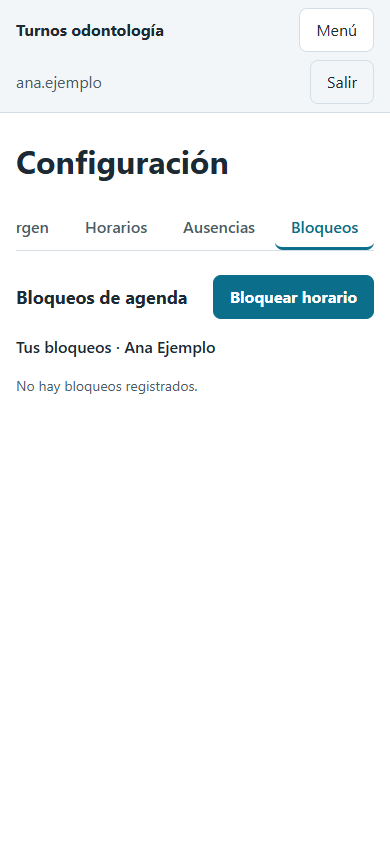 Turnos odontología
Menú
ana.ejemplo
Salir
Configuración
rgen Horarios Ausencias Bloqueos
Bloqueos de agenda
Bloquear horario
Tus bloqueos · Ana Ejemplo
No hay bloqueos registrados.